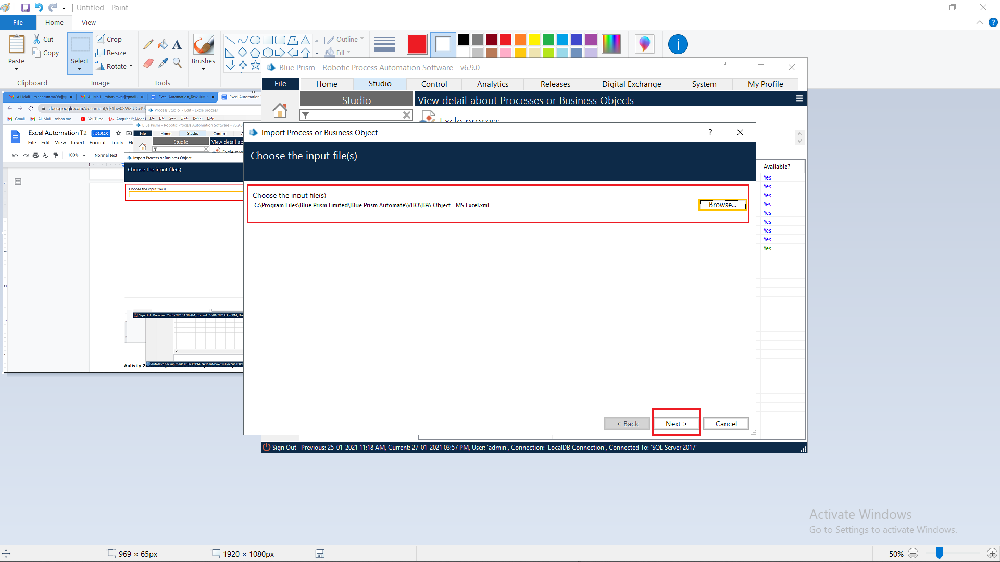 Untitled - Paint
File Home View
Paste
Cut
Copy
Clipboard
Select
Crop
Resize
Rotate
Image
Tools
Brushes
Outline
Fill
Blue Prism - Robotic Process Automation Software - v6.9.0
File Home Studio Control Analytics Releases Digital Exchange System My Profile
Studio
View detail about Processes or Business Objects
Excle process
Import Process or Business Object
Choose the input file(s)
Choose the input file(s)
C:\Program Files\Blue Prism Limited\Blue Prism Automate\VBO\BPA Object - MS Excel.xml
Browse...
< Back Next > Cancel
Available?
Yes
Yes
Yes
Yes
Yes
Yes
Yes
Yes
Yes
Sign Out Previous: 25-01-2021 11:18 AM, Current: 27-01-2021 03:57 PM, User: 'admin', Connection: 'LocalDB Connection', Connected To: 'SQL Server 2017'
All Mail - rohantumma98@g All Mail - rohan.mvg@gmail. Excel Automation_Task 1(Mi Excel Automation
docs.google.com/document/d/1hw08W2lUCeKk
Gmail All Mail - rohan.mv... YouTube Angular & Node
Process Studio - Edit - Excle process
File Edit View Tools Debug Help
Blue Prism - Robotic Process Automation Software - v6.9.0
File Home Studio Control
Studio View detail ab
Excel Automation T2 .DOCX
File Edit View Insert Format Tools He
100% Normal text
Import Process or Business Object
Choose the input file(s)
Choose the input file(s)
Sign Out Previous: 25-01-2021 11:18 AM, Current: 27-01-2021 03:57 PM, Use
Autosave backup made at 06:19 PM. Next autosave will occur at 06:
Activity 2
Activate Windows
Go to Settings to activate Windows.
969 × 65px
1920 × 1080px
50%